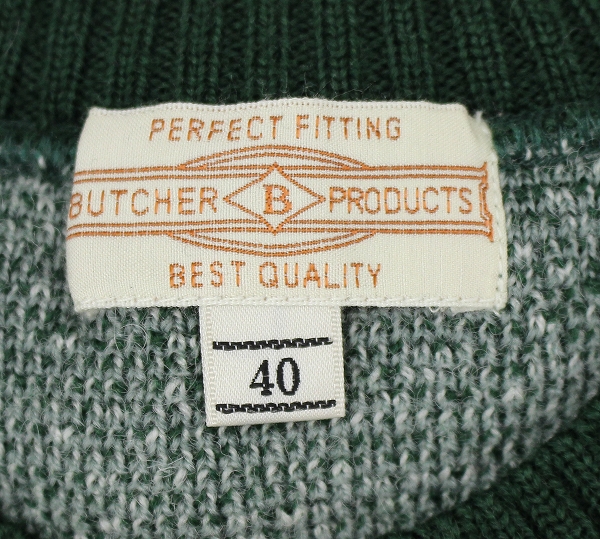 PERFECT FITTING
BUTCHER B PRODUCTS
BEST QUALITY
40